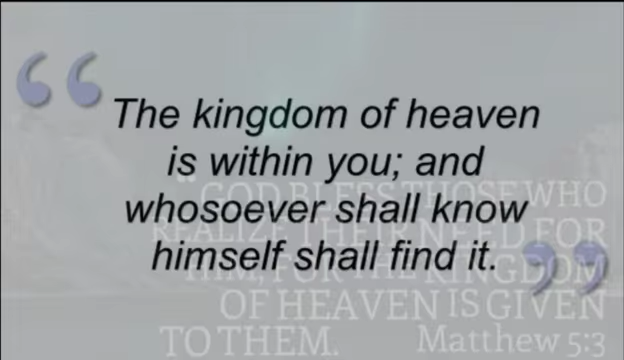 “The kingdom of heaven
is within you; and
whosoever shall know
himself shall find it.”
“GOD BLESS THOSE WHO
REALIZE THEIR NEED FOR
HIM, FOR THE KINGDOM
OF HEAVEN IS GIVEN
TO THEM. Matthew 5:3